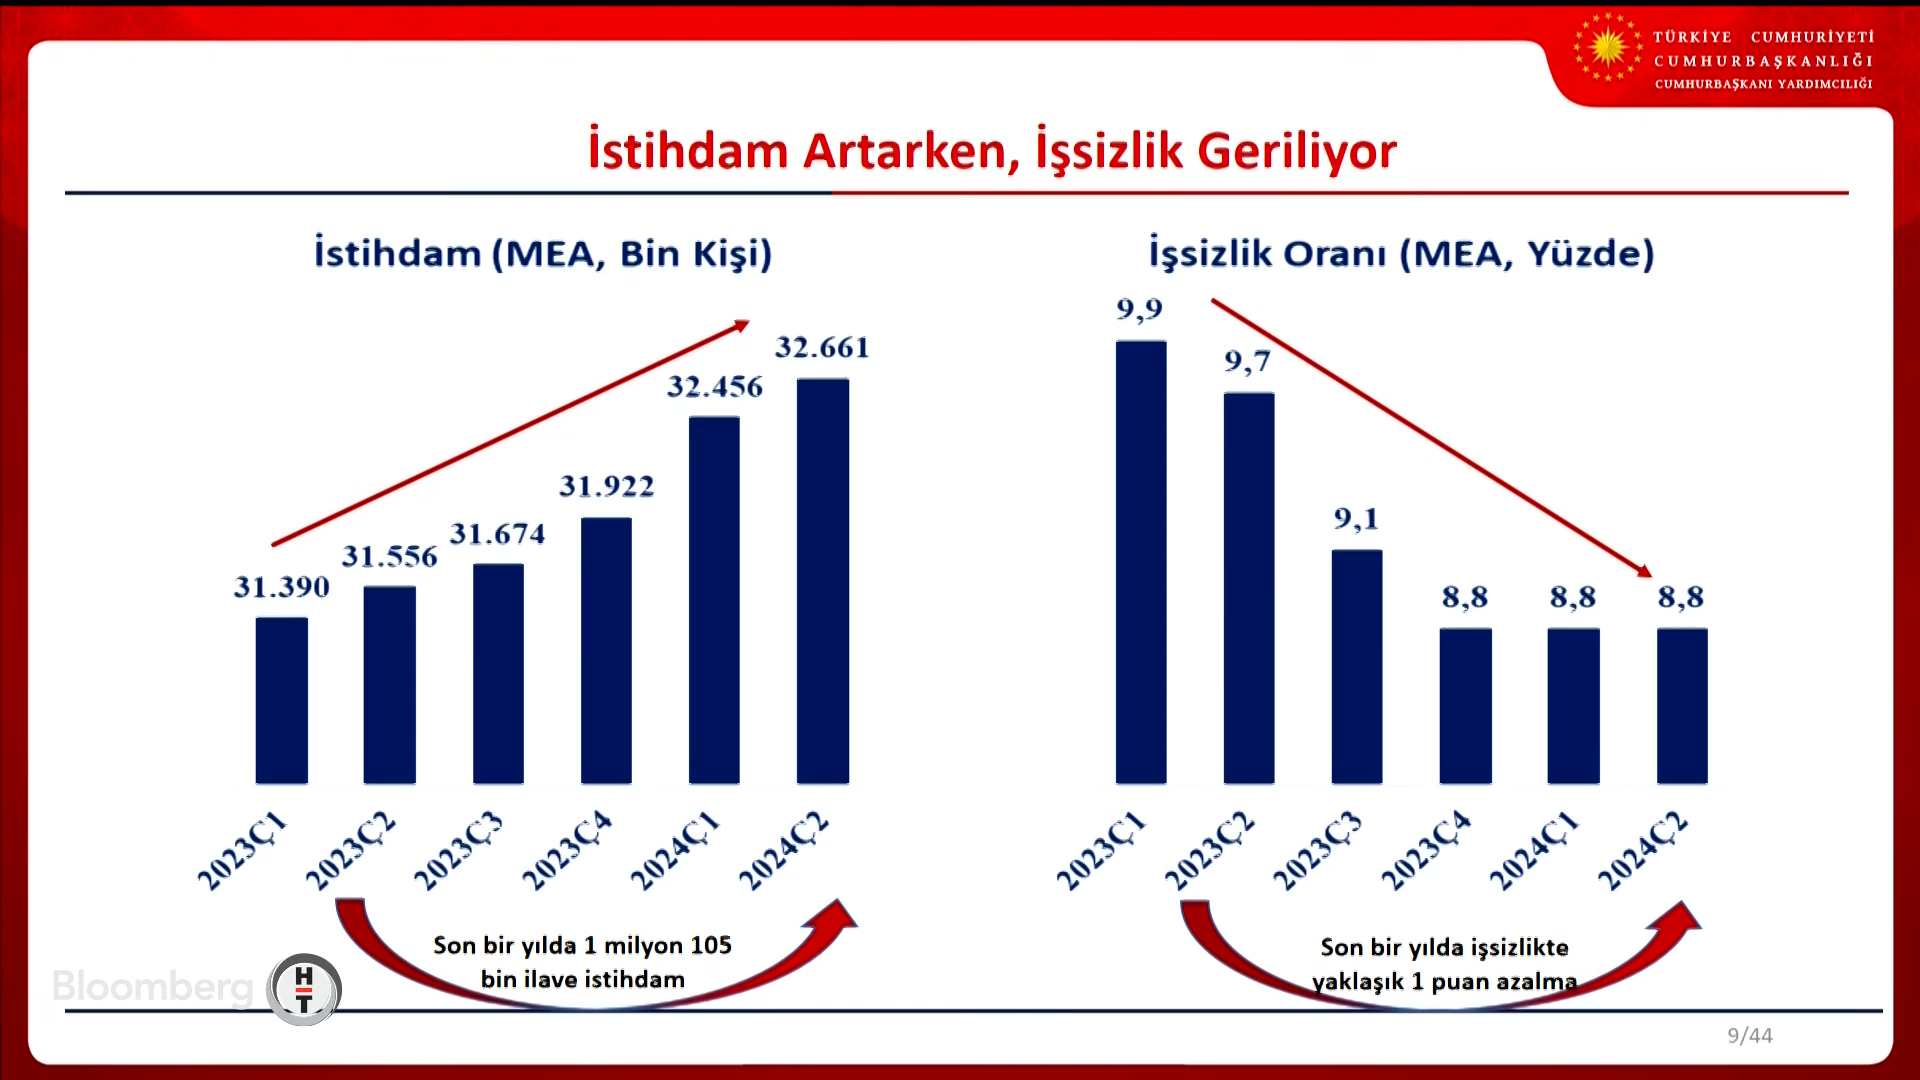 TÜRKİYE CUMHURİYETİ
CUMHURBAŞKANLIĞI
CUMHURBAŞKANI YARDIMCILIĞI
İstihdam Artarken, İşsizlik Geriliyor
İstihdam (MEA, Bin Kişi)
31.390
31.556
31.674
31.922
32.456
32.661
2023Ç1
2023Ç2
2023Ç3
2023Ç4
2024Ç1
2024Ç2
Son bir yılda 1 milyon 105
bin ilave istihdam
İşsizlik Oranı (MEA, Yüzde)
9,9
9,7
9,1
8,8
8,8
8,8
2023Ç1
2023Ç2
2023Ç3
2023Ç4
2024Ç1
2024Ç2
Son bir yılda işsizlikte
yaklaşık 1 puan azalma
Bloomberg HT
9/44